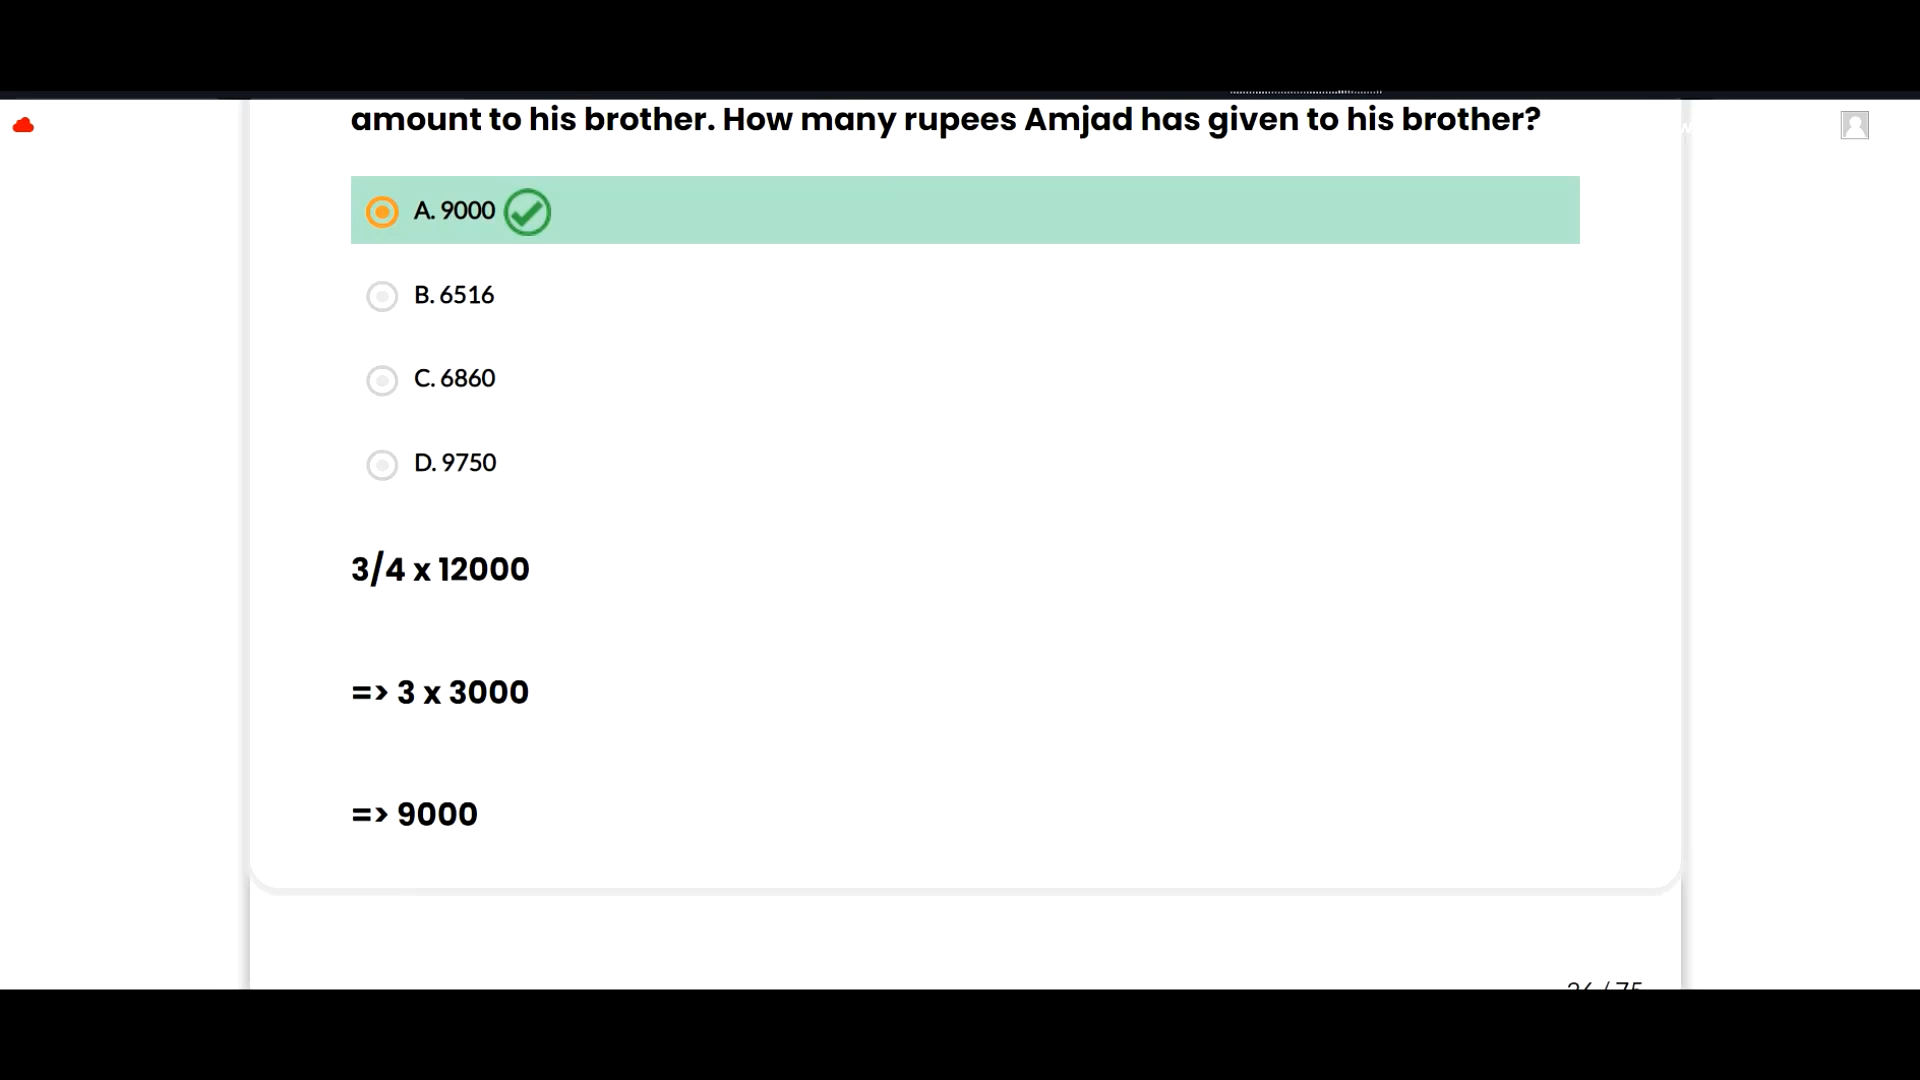 amount to his brother. How many rupees Amjad has given to his brother?
A. 9000
B. 6516
C. 6860
D. 9750
3/4 x 12000
=> 3 x 3000
=> 9000